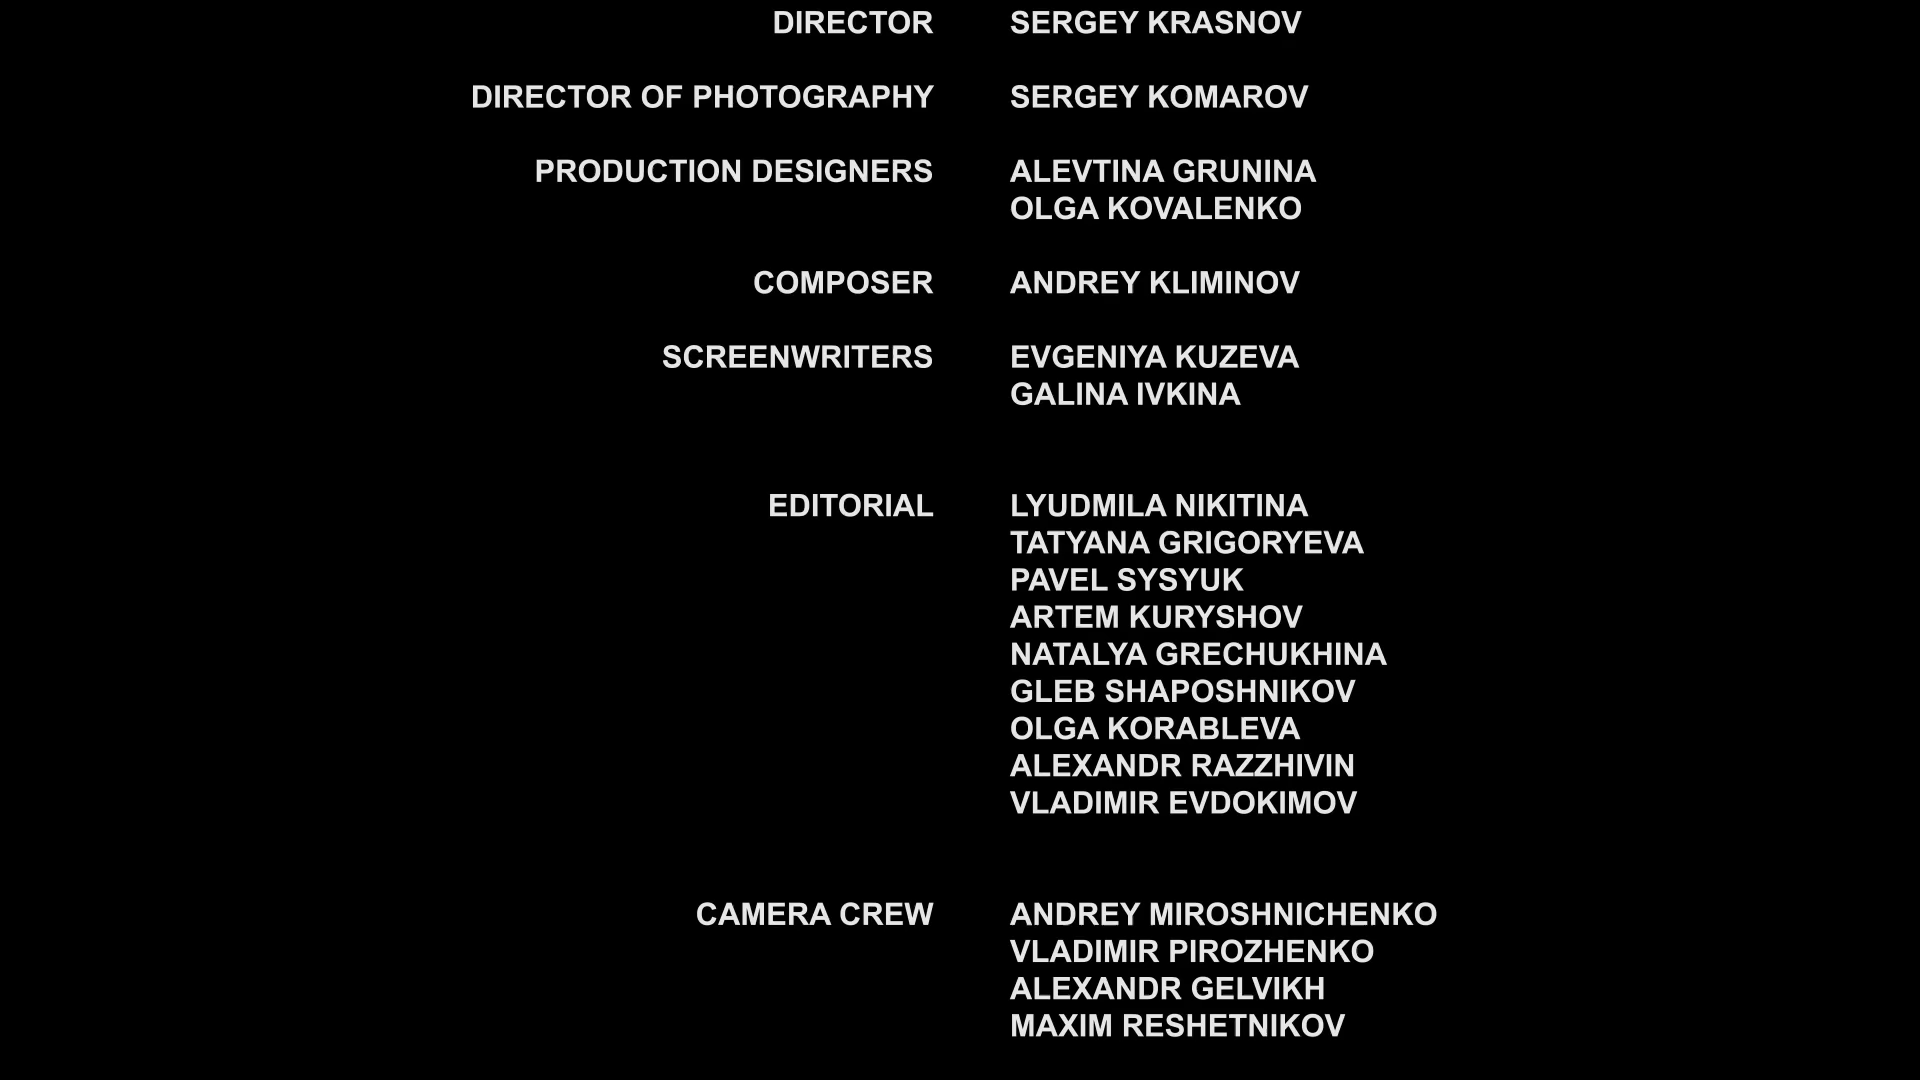 DIRECTOR SERGEY KRASNOV
DIRECTOR OF PHOTOGRAPHY SERGEY KOMAROV
PRODUCTION DESIGNERS ALEVTINA GRUNINA
OLGA KOVALENKO
COMPOSER ANDREY KLIMINOV
SCREENWRITERS EVGENIYA KUZEVA
GALINA IVKINA
EDITORIAL LYUDMILA NIKITINA
TATYANA GRIGORYEVA
PAVEL SYSYUK
ARTEM KURYSHOV
NATALYA GRECHUKHINA
GLEB SHAPOSHNIKOV
OLGA KORABLEVA
ALEXANDR RAZZHIVIN
VLADIMIR EVDOKIMOV
CAMERA CREW ANDREY MIROSHNICHENKO
VLADIMIR PIROZHENKO
ALEXANDR GELVIKH
MAXIM RESHETNIKOV